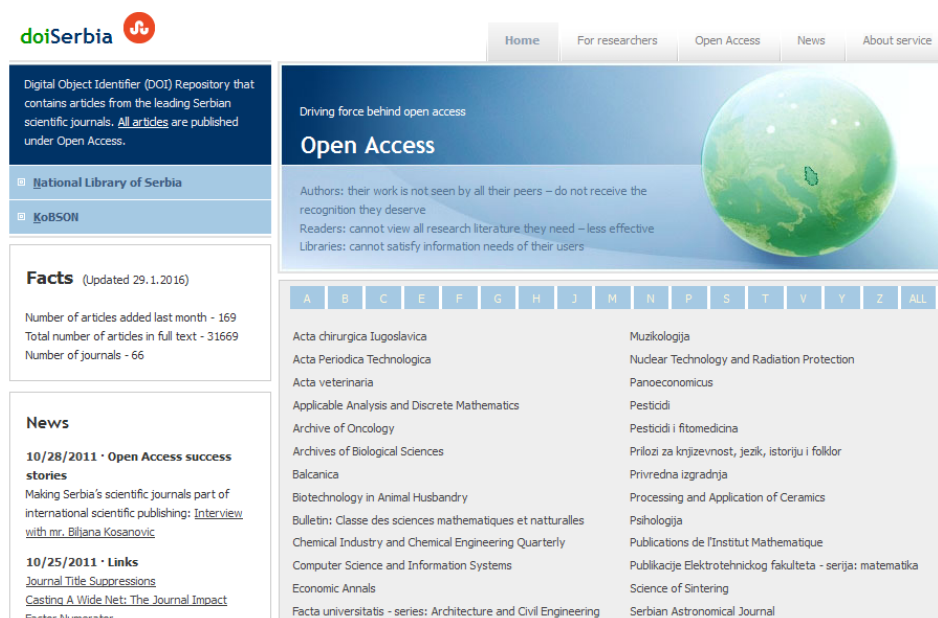 doiSerbia
Home
For researchers
Open Access
News
About service
Digital Object Identifier (DOI) Repository that
contains articles from the leading Serbian
scientific journals. All articles are published
under Open Access.
National Library of Serbia
KoBSON
Facts (Updated 29.1.2016)
Number of articles added last month - 169
Total number of articles in full text - 31669
Number of journals - 66
News
10/28/2011 · Open Access success
stories
Making Serbia's scientific journals part of
international scientific publishing: Interview
with mr. Biljana Kosanovic
10/25/2011 · Links
Journal Title Suppressions
Casting A Wide Net: The Journal Impact
Factor Numerator
Driving force behind open access
Open Access
Authors: their work is not seen by all their peers – do not receive the
recognition they deserve
Readers: cannot view all research literature they need – less effective
Libraries: cannot satisfy information needs of their users
A B C E F G H J M N P S T V Y Z ALL
Acta chirurgica Iugoslavica
Acta Periodica Technologica
Acta veterinaria
Applicable Analysis and Discrete Mathematics
Archive of Oncology
Archives of Biological Sciences
Balcanica
Biotechnology in Animal Husbandry
Bulletin: Classe des sciences mathematiques et natturalles
Chemical Industry and Chemical Engineering Quarterly
Computer Science and Information Systems
Economic Annals
Facta universitatis - series: Architecture and Civil Engineering
Muzikologija
Nuclear Technology and Radiation Protection
Panoeconomicus
Pesticidi
Pesticidi i fitomedicina
Prilozi za knjizevnost, jezik, istoriju i folklor
Privredna izgradnja
Processing and Application of Ceramics
Psihologija
Publications de l'Institut Mathematique
Publikacije Elektrotehnickog fakulteta - serija: matematika
Science of Sintering
Serbian Astronomical Journal